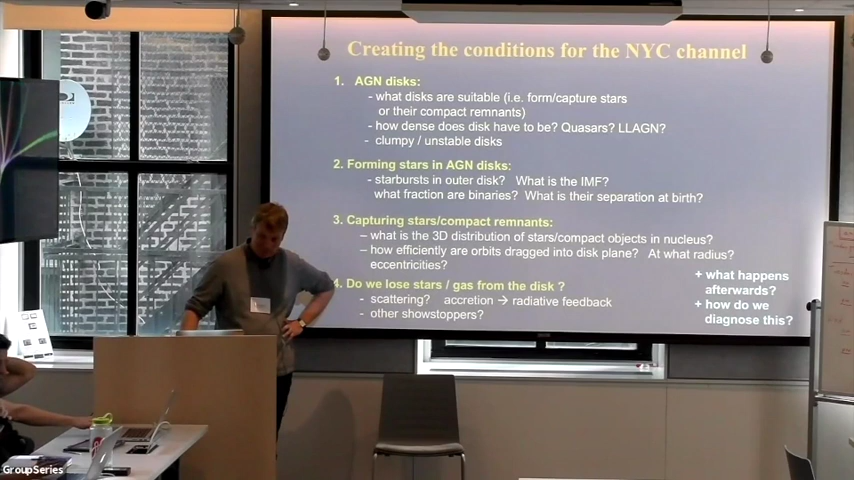 Creating the conditions for the NYC channel
1. AGN disks:
- what disks are suitable (i.e. form/capture stars
or their compact remnants)
- how dense does disk have to be? Quasars? LLAGN?
- clumpy / unstable disks
2. Forming stars in AGN disks:
- starbursts in outer disk? What is the IMF?
what fraction are binaries? What is their separation at birth?
3. Capturing stars/compact remnants:
– what is the 3D distribution of stars/compact objects in nucleus?
– how efficiently are orbits dragged into disk plane? At what radius?
eccentricities?
4. Do we lose stars / gas from the disk ?
- scattering? accretion → radiative feedback
- other showstoppers?
+ what happens
afterwards?
+ how do we
diagnose this?
GroupSeries